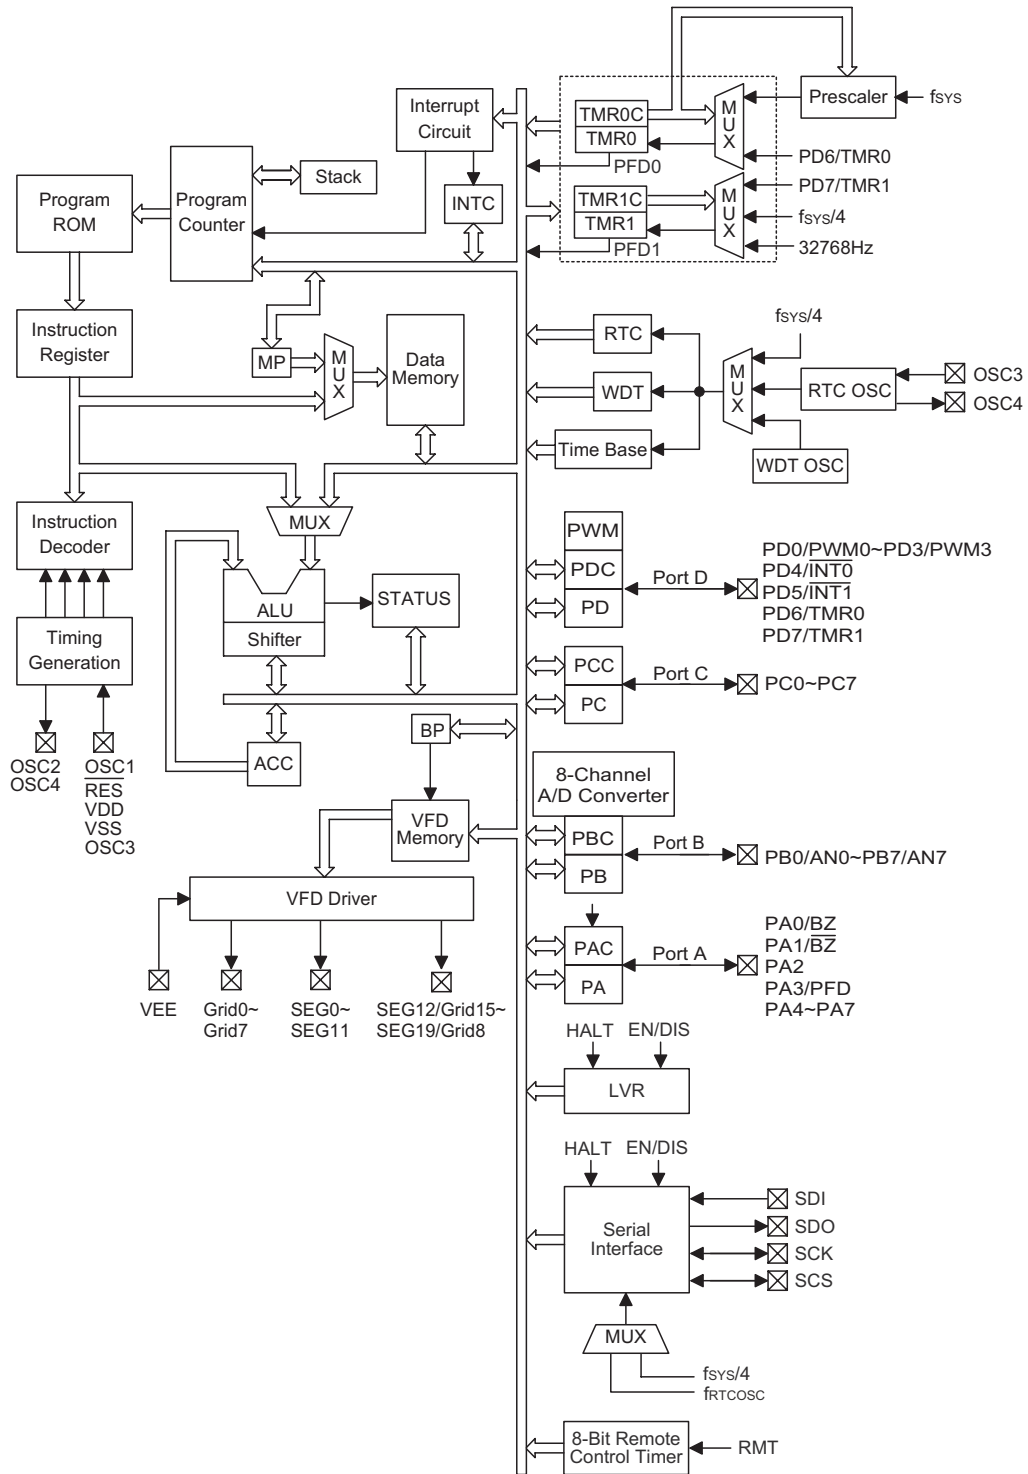 Interrupt
Circuit
INTC
Stack
Program
ROM
Program
Counter
Instruction
Register
MP
MUX
Data
Memory
Instruction
Decoder
MUX
ALU
Shifter
STATUS
Timing
Generation
OSC2
OSC4
OSC1
RES
VDD
VSS
OSC3
ACC
BP
VFD
Memory
VFD Driver
VEE
Grid0~
Grid7
SEG0~
SEG11
SEG12/Grid15~
SEG19/Grid8
TMR0C
TMR0
PFD0
MUX
Prescaler
fSYS
PD6/TMR0
TMR1C
TMR1
PFD1
MUX
PD7/TMR1
fSYS/4
32768Hz
RTC
WDT
Time Base
MUX
fSYS/4
RTC OSC
WDT OSC
OSC3
OSC4
PWM
PDC
PD
Port D
PD0/PWM0~PD3/PWM3
PD4/INT0
PD5/INT1
PD6/TMR0
PD7/TMR1
PCC
PC
Port C
PC0~PC7
8-Channel
A/D Converter
PBC
PB
Port B
PB0/AN0~PB7/AN7
PAC
PA
Port A
PA0/BZ
PA1/BZ
PA2
PA3/PFD
PA4~PA7
HALT EN/DIS
LVR
HALT EN/DIS
Serial
Interface
SDI
SDO
SCK
SCS
MUX
fSYS/4
fRTCOSC
8-Bit Remote
Control Timer
RMT